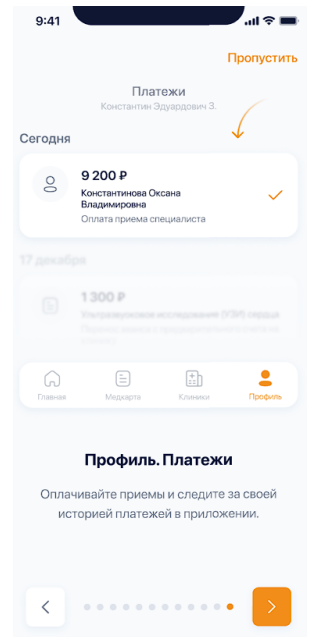 9:41
Пропустить
Платежи
Константин Эдуардович З.
Сегодня
9 200 ₽
Константинова Оксана
Владимировна
Оплата приема специалиста
17 декабря
1 300 ₽
Ультразвуковое исследование (УЗИ) сердца
Главная
Медкарта
Клиники
Профиль
Профиль. Платежи
Оплачивайте приемы и следите за своей
историей платежей в приложении.